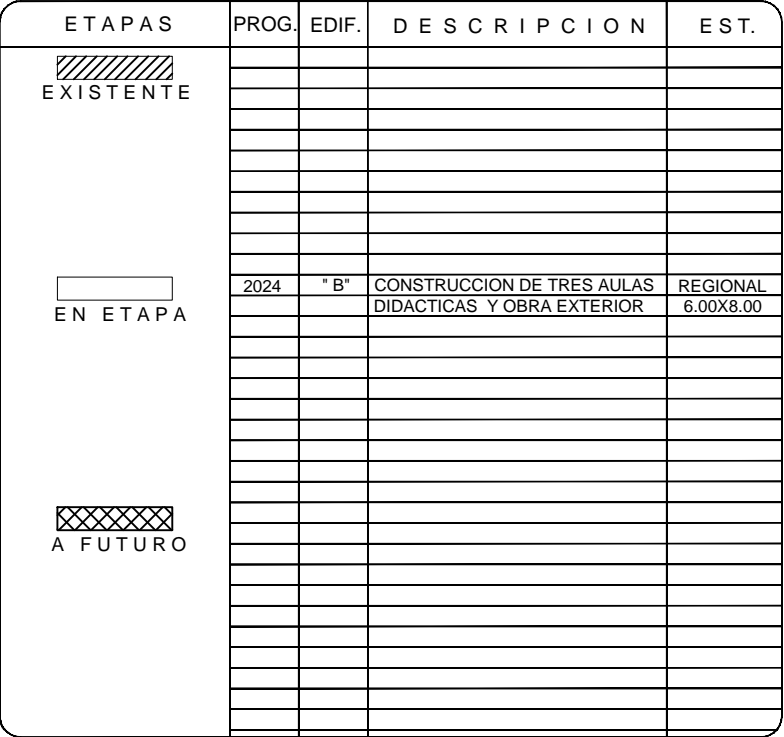 ETAPAS PROG. EDIF. DESCRIPCION EST.
EXISTENTE
2024 "B" CONSTRUCCION DE TRES AULAS REGIONAL
DIDACTICAS Y OBRA EXTERIOR 6.00X8.00
EN ETAPA
A FUTURO